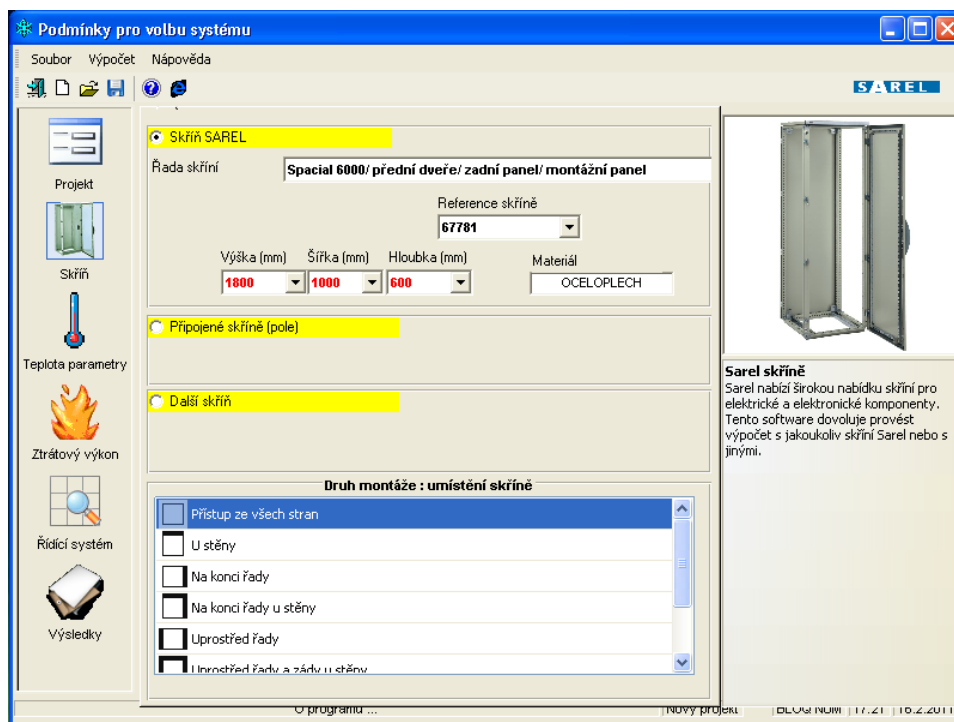 Podmínky pro volbu systému
Soubor Výpočet Nápověda
SAREL
Projekt
Skříň
Teplota parametry
Ztrátový výkon
Řídící systém
Výsledky
Skříň SAREL
Řada skříní
Spacial 6000/ přední dveře/ zadní panel/ montážní panel
Reference skříně
67781
Výška (mm) Šířka (mm) Hloubka (mm) Materiál
1800 1000 600 OCELOPLECH
Připojené skříně (pole)
Další skříň
Druh montáže : umístění skříně
Přístup ze všech stran
U stěny
Na konci řady
Na konci řady u stěny
Uprostřed řady
Uprostřed řady a zády u stěny
Sarel skříně
Sarel nabízí širokou nabídku skříní pro
elektrické a elektronické komponenty.
Tento software dovoluje provést
výpočet s jakoukoliv skříní Sarel nebo s
jinými.
O programu ... Nový projekt BLOQ NUM 17:21 16.2.2011